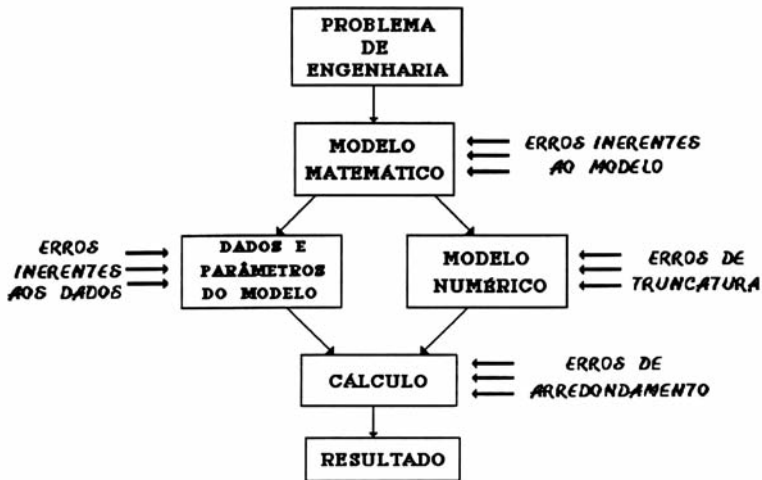 PROBLEMA
DE
ENGENHARIA
MODELO
MATEMÁTICO
ERROS INERENTES
AO MODELO
ERROS
INERENTES
AOS DADOS
DADOS E
PARÂMETROS
DO MODELO
MODELO
NUMÉRICO
ERROS DE
TRUNCATURA
CÁLCULO
ERROS DE
ARREDONDAMENTO
RESULTADO